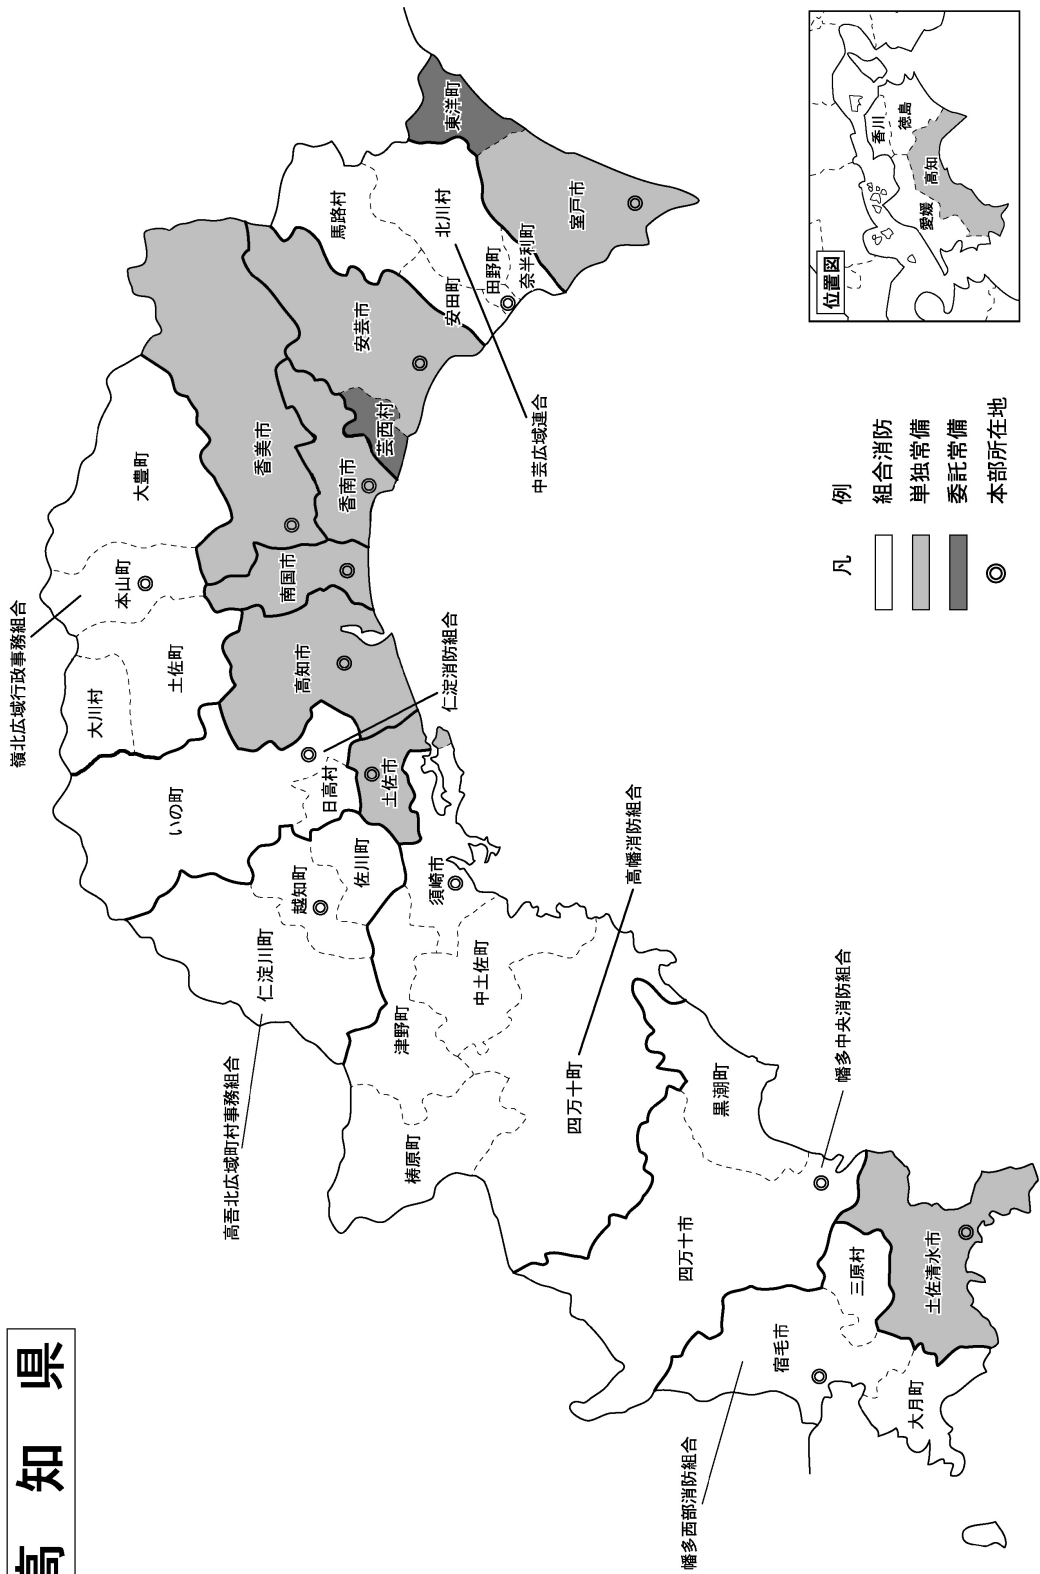 高知県
嶺北広域行政事務組合
大川村
土佐町
本山町
大豊町
いの町
日高村
仁淀消防組合
高知市
南国市
香美市
香南市
芸西村
安芸市
馬路村
北川村
安田町
田野町
奈半利町
中芸広域連合
東洋町
室戸市
土佐市
高吾北広域町村事務組合
仁淀川町
越知町
佐川町
須崎市
津野町
中土佐町
梼原町
四万十町
高幡消防組合
黒潮町
四万十市
幡多中央消防組合
幡多西部消防組合
宿毛市
三原村
大月町
土佐清水市
凡例
組合消防
単独常備
委託常備
本部所在地
位置図
香川
徳島
愛媛
高知